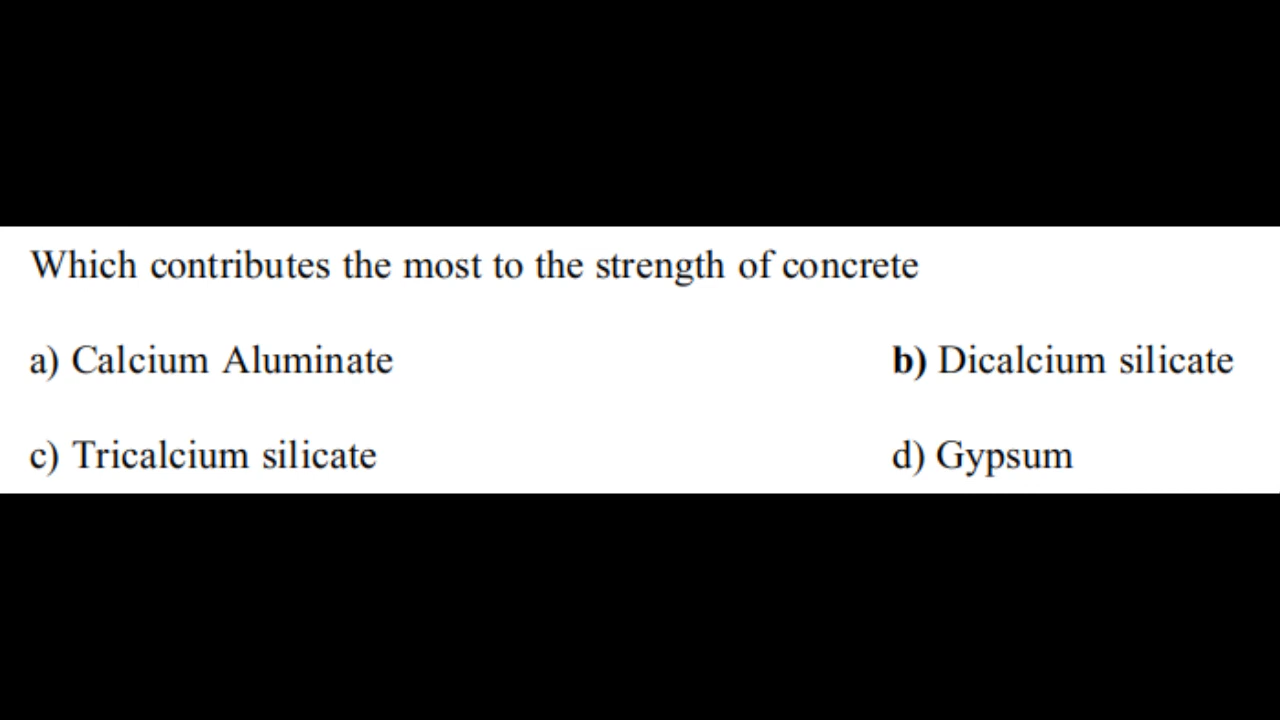 Which contributes the most to the strength of concrete
a) Calcium Aluminate b) Dicalcium silicate
c) Tricalcium silicate d) Gypsum